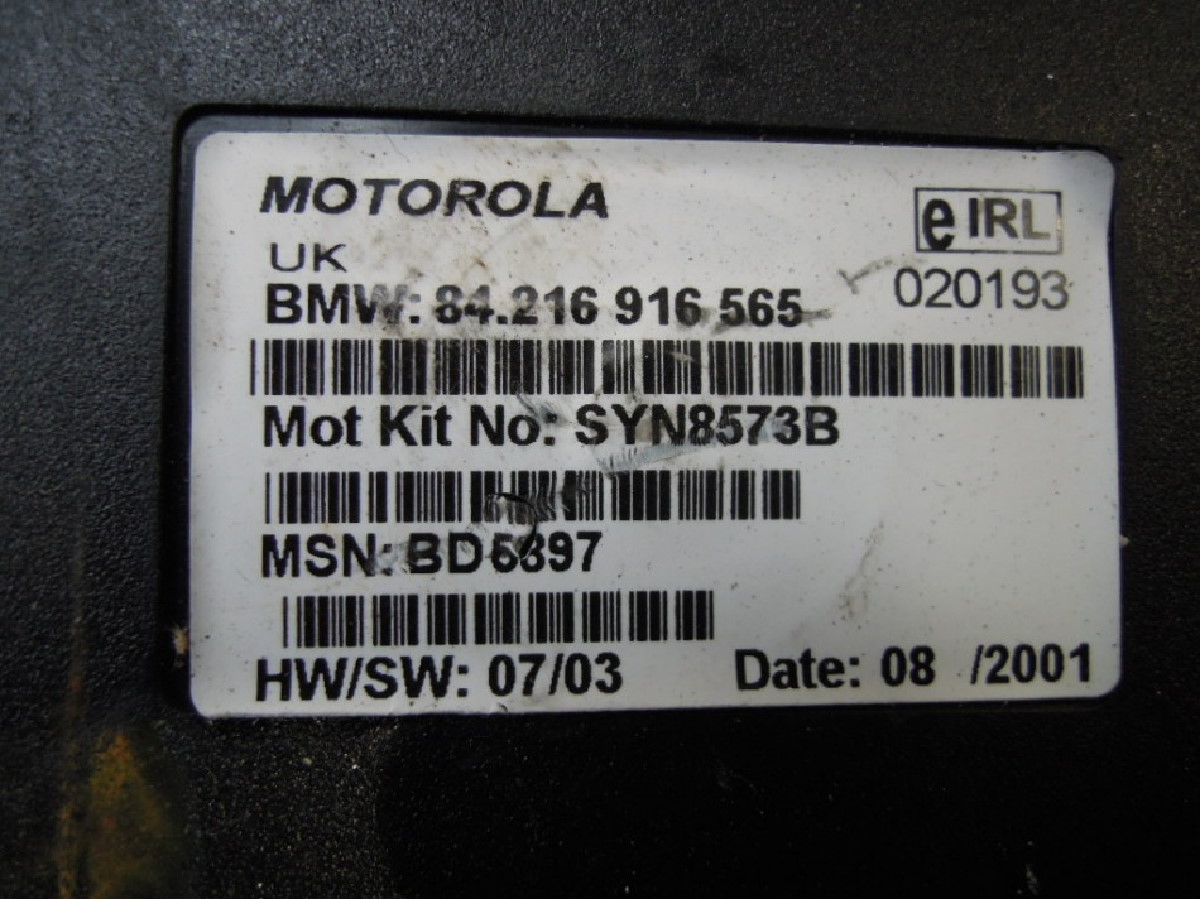 MOTOROLA
e IRL
UK
020193
BMW: 84.216 916 565
Mot Kit No: SYN8573B
MSN: BD5897
HW/SW: 07/03 Date: 08 /2001